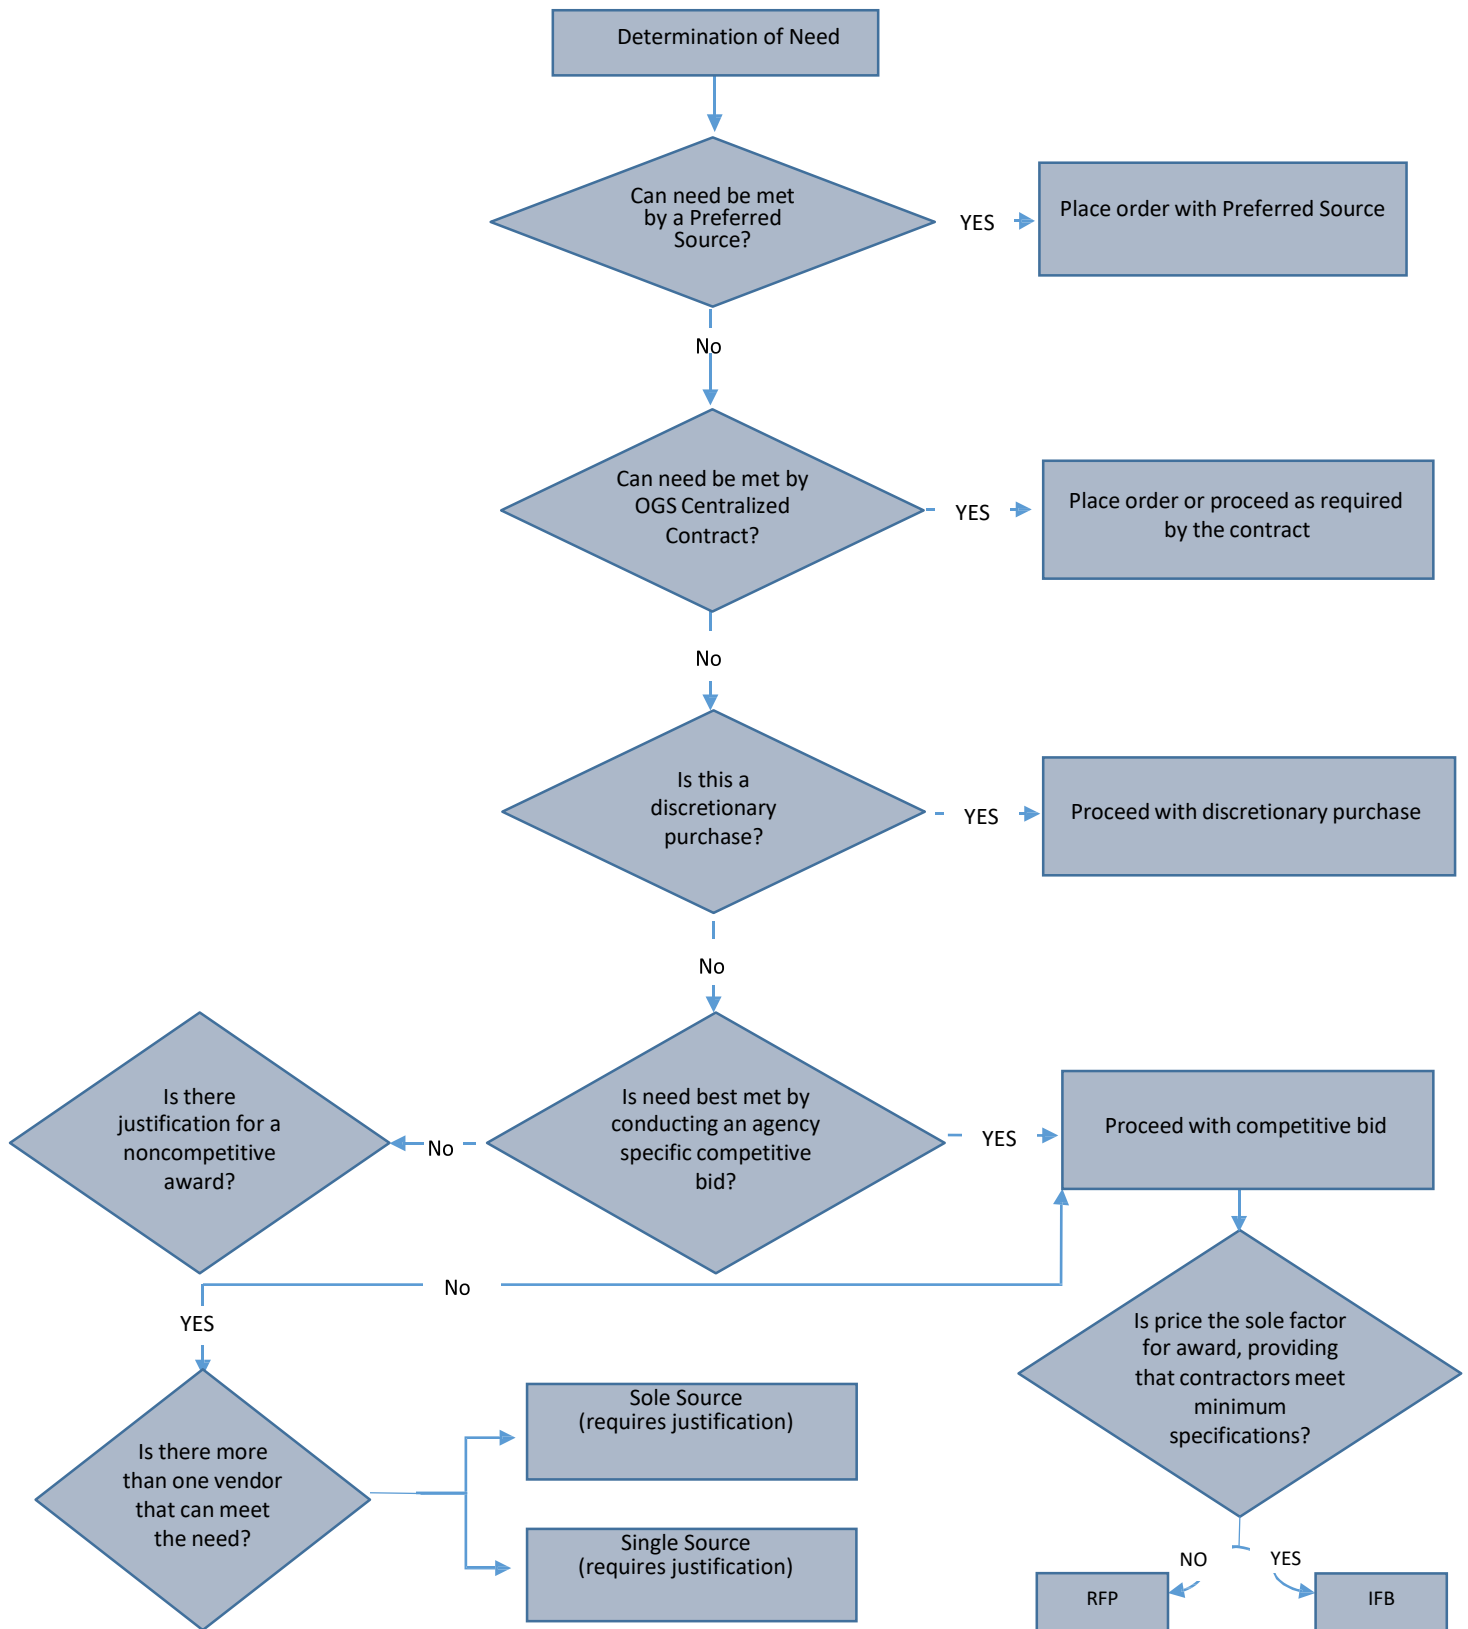 Determination of Need
Can need be met
by a Preferred
Source?
YES
Place order with Preferred Source
No
Can need be met by
OGS Centralized
Contract?
YES
Place order or proceed as required
by the contract
No
Is this a
discretionary
purchase?
YES
Proceed with discretionary purchase
No
Is there
justification for a
noncompetitive
award?
No
Is need best met by
conducting an agency
specific competitive
bid?
YES
Proceed with competitive bid
No
YES
Is price the sole factor
for award, providing
that contractors meet
minimum
specifications?
Is there more
than one vendor
that can meet
the need?
Sole Source
(requires justification)
Single Source
(requires justification)
NO
YES
RFP
IFB